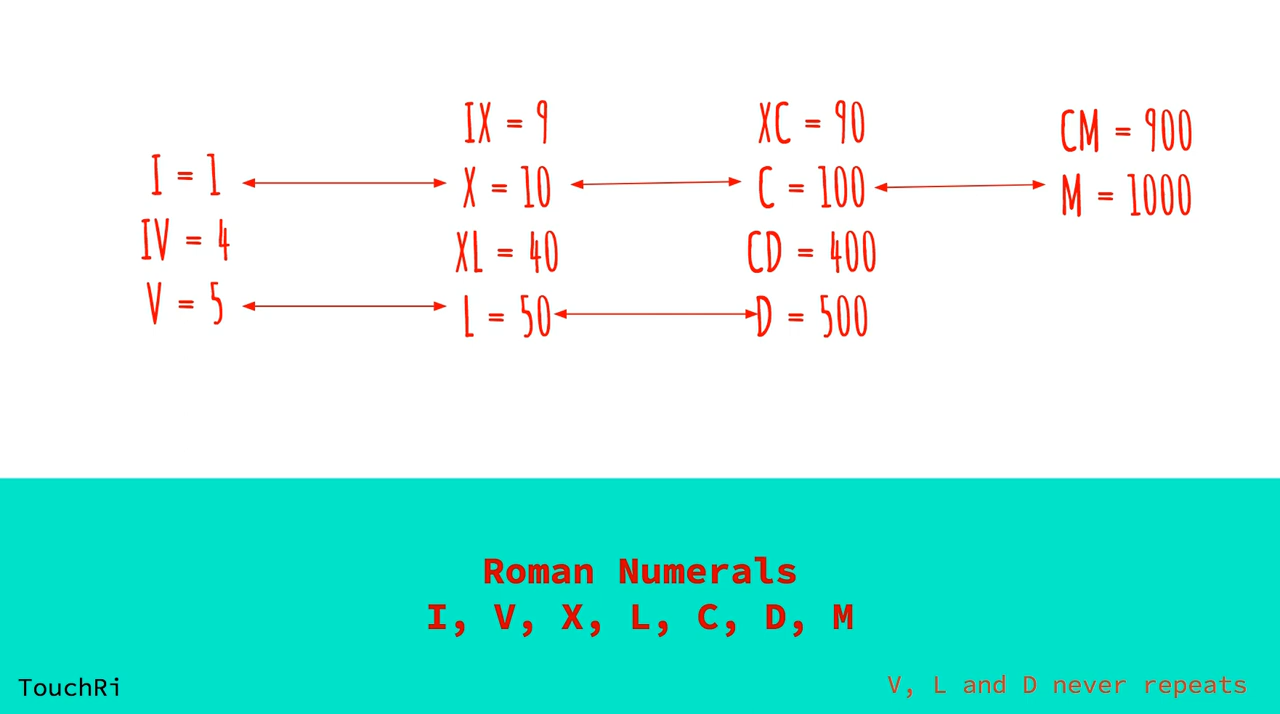 I = 1
IV = 4
V = 5
IX = 9
X = 10
XL = 40
L = 50
XC = 90
C = 100
CD = 400
D = 500
CM = 900
M = 1000
Roman Numerals
I, V, X, L, C, D, M
TouchRi
V, L and D never repeats